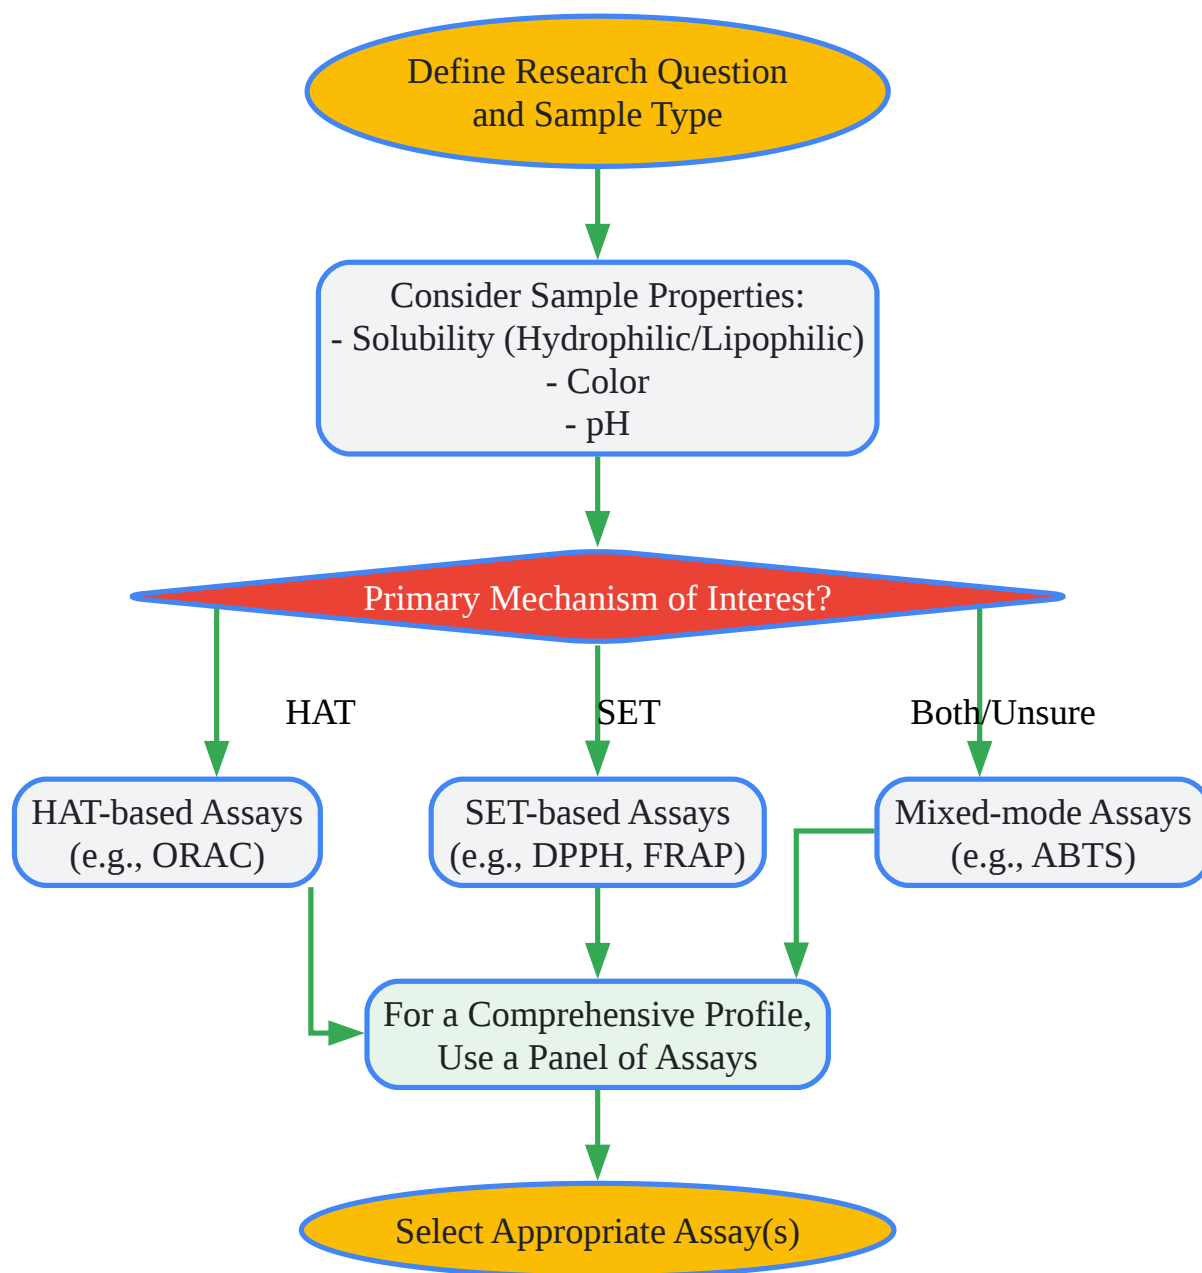 Define Research Question
and Sample Type
Consider Sample Properties:
- Solubility (Hydrophilic/Lipophilic)
- Color
- pH
Primary Mechanism of Interest?
HAT
SET
Both/Unsure
HAT-based Assays
(e.g., ORAC)
SET-based Assays
(e.g., DPPH, FRAP)
Mixed-mode Assays
(e.g., ABTS)
For a Comprehensive Profile,
Use a Panel of Assays
Select Appropriate Assay(s)